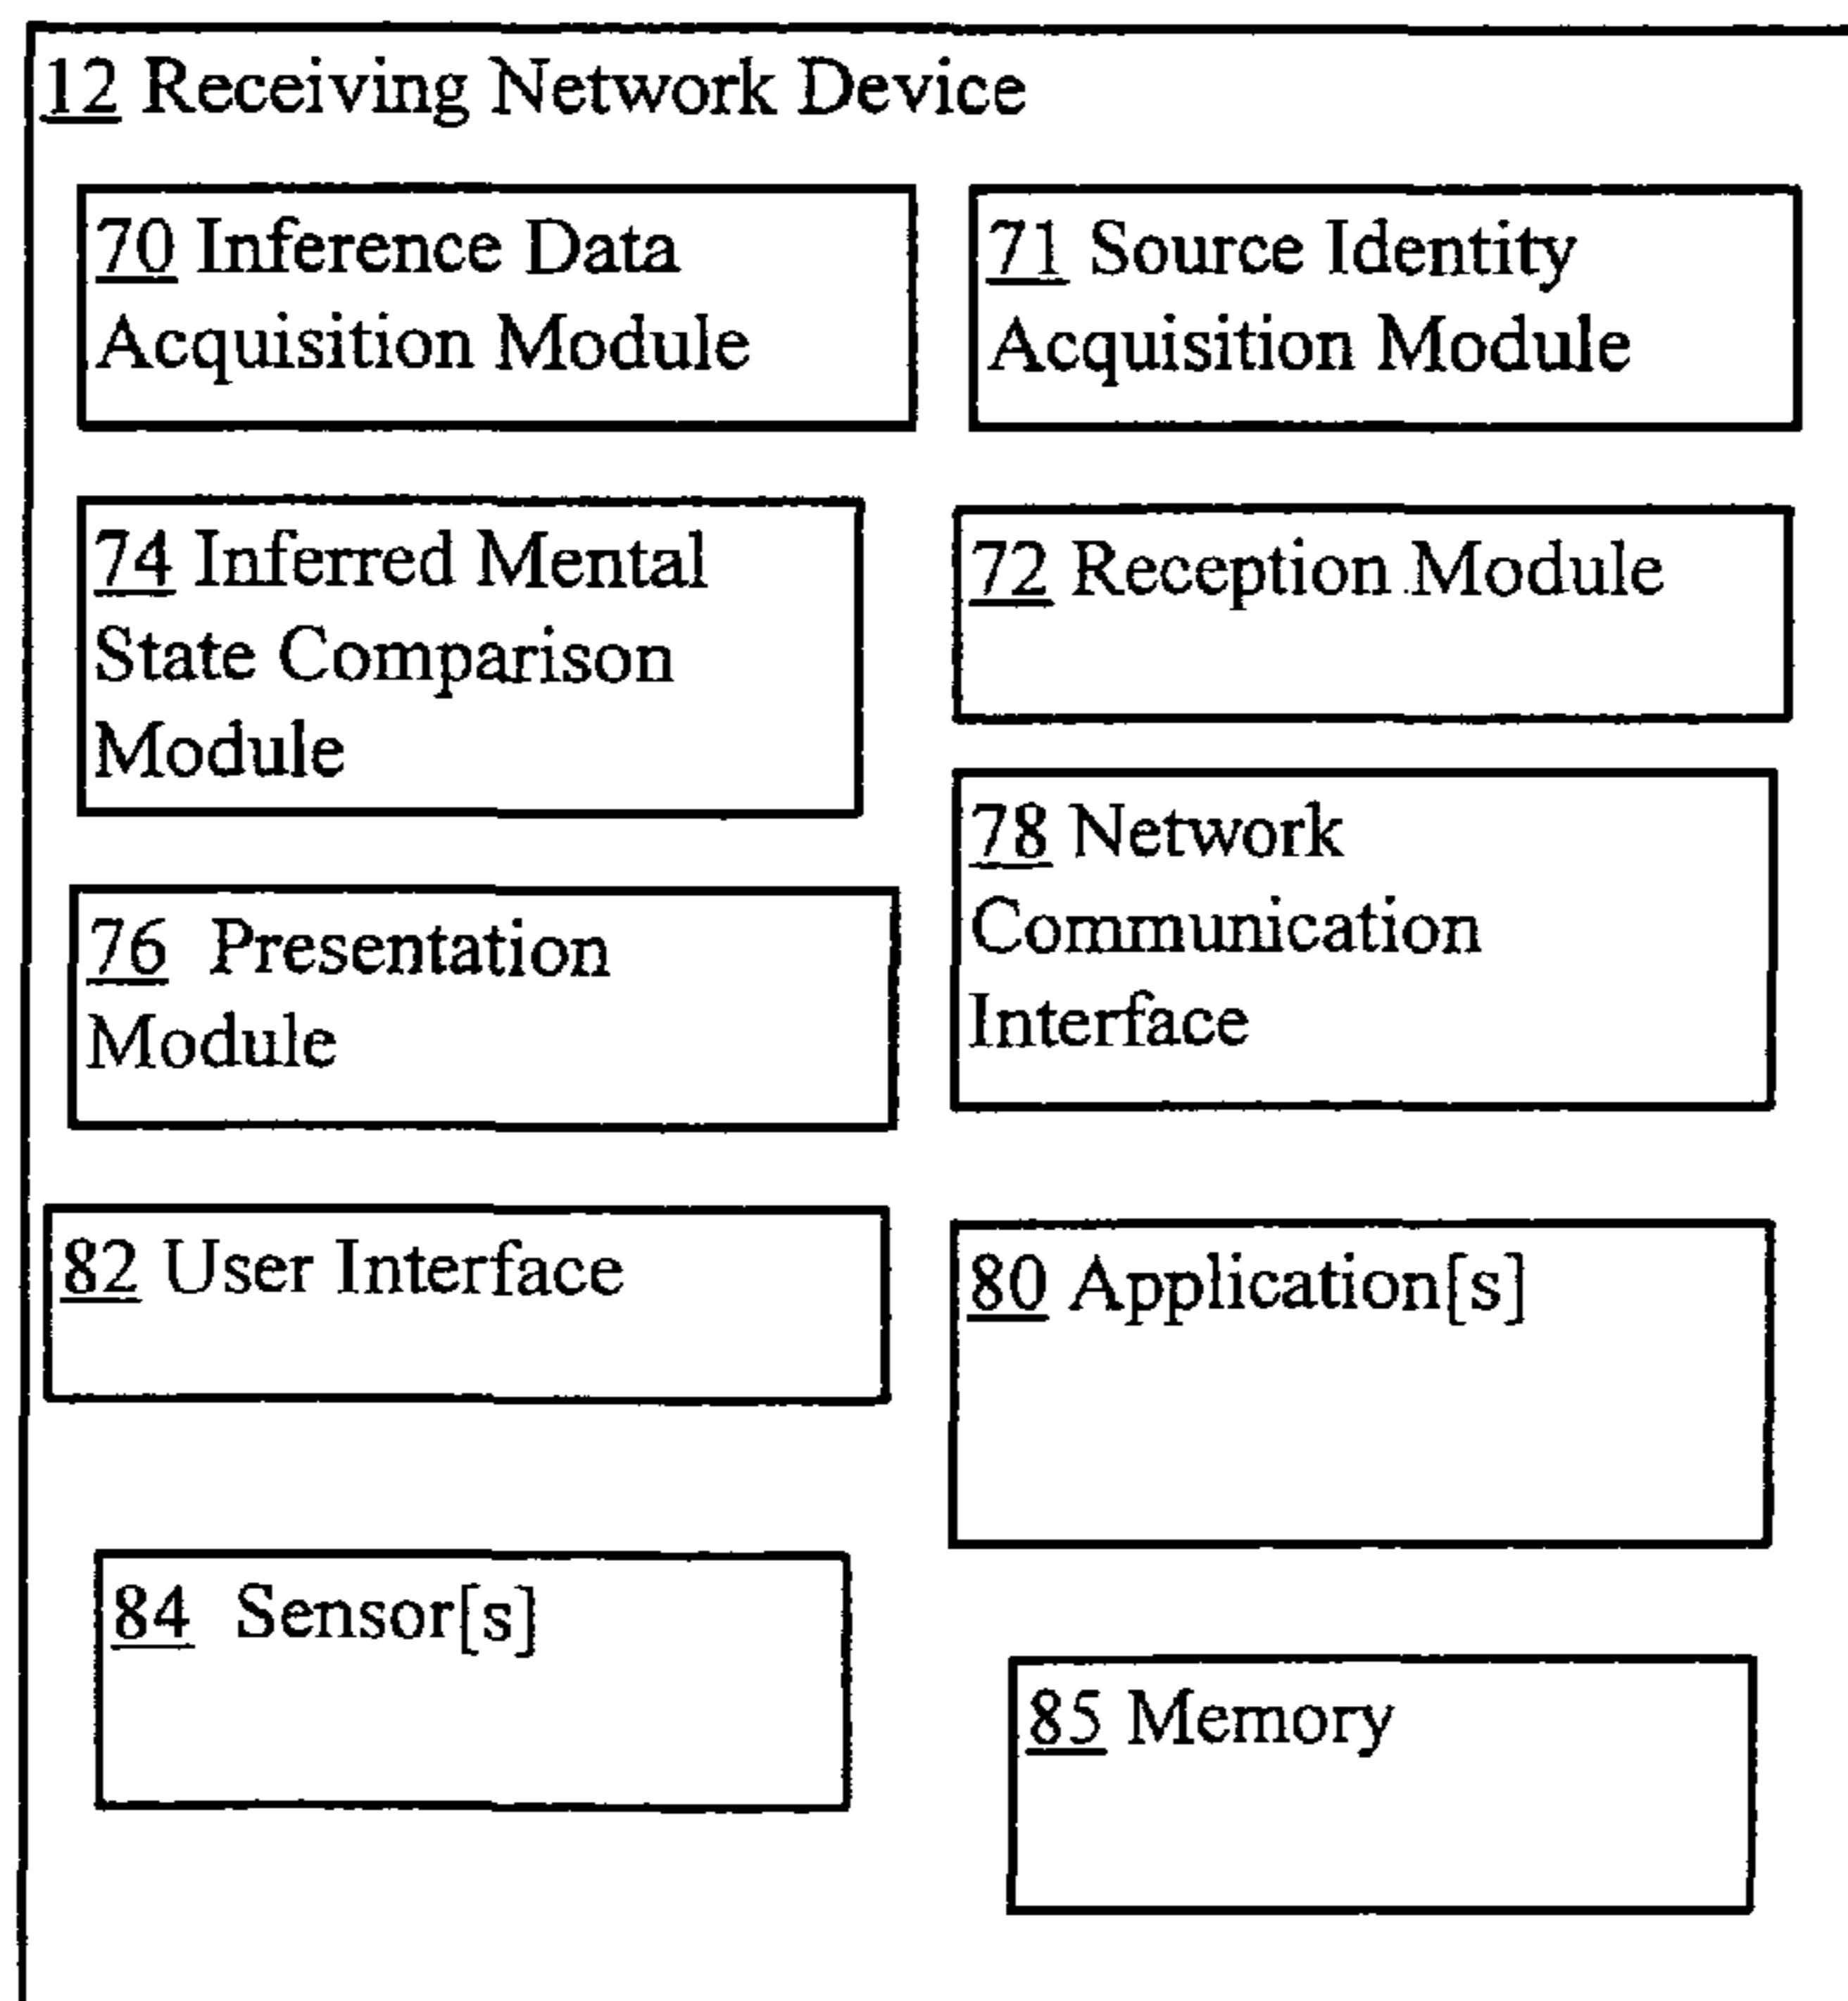 12 Receiving Network Device
70 Inference Data
Acquisition Module
71 Source Identity
Acquisition Module
74 Inferred Mental
State Comparison
Module
72 Reception Module
78 Network
Communication
Interface
76 Presentation
Module
82 User Interface
80 Application[s]
84 Sensor[s]
85 Memory